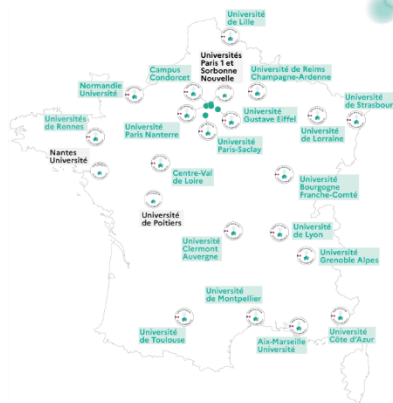 Université
de Lille
Universités
Paris 1 et
Sorbonne
Nouvelle
Campus
Condorcet
Université de Reims
Champagne-Ardenne
Normandie
Université
Université
de Strasbourg
Universités
de Rennes
Université
Paris Nanterre
Université
Gustave Eiffel
Université
de Lorraine
Université
Paris-Saclay
Nantes
Université
Centre-Val
de Loire
Université
Bourgogne
Franche-Comté
Université
de Poitiers
Université
Clermont
Auvergne
Université
de Lyon
Université
Grenoble Alpes
Université
de Montpellier
Université
de Toulouse
Aix-Marseille
Université
Université
Côte d'Azur